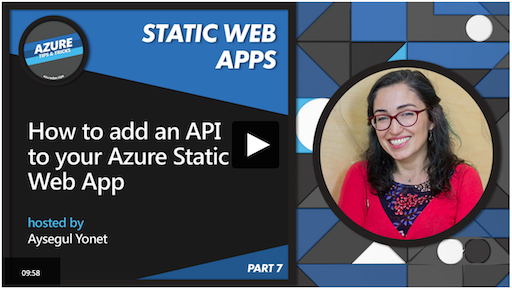 AZURE
TIPS & TRICKS
STATIC WEB
APPS
How to add an API
to your Azure Static
Web App
hosted by
Aysegul Yonet
09:58
PART 7